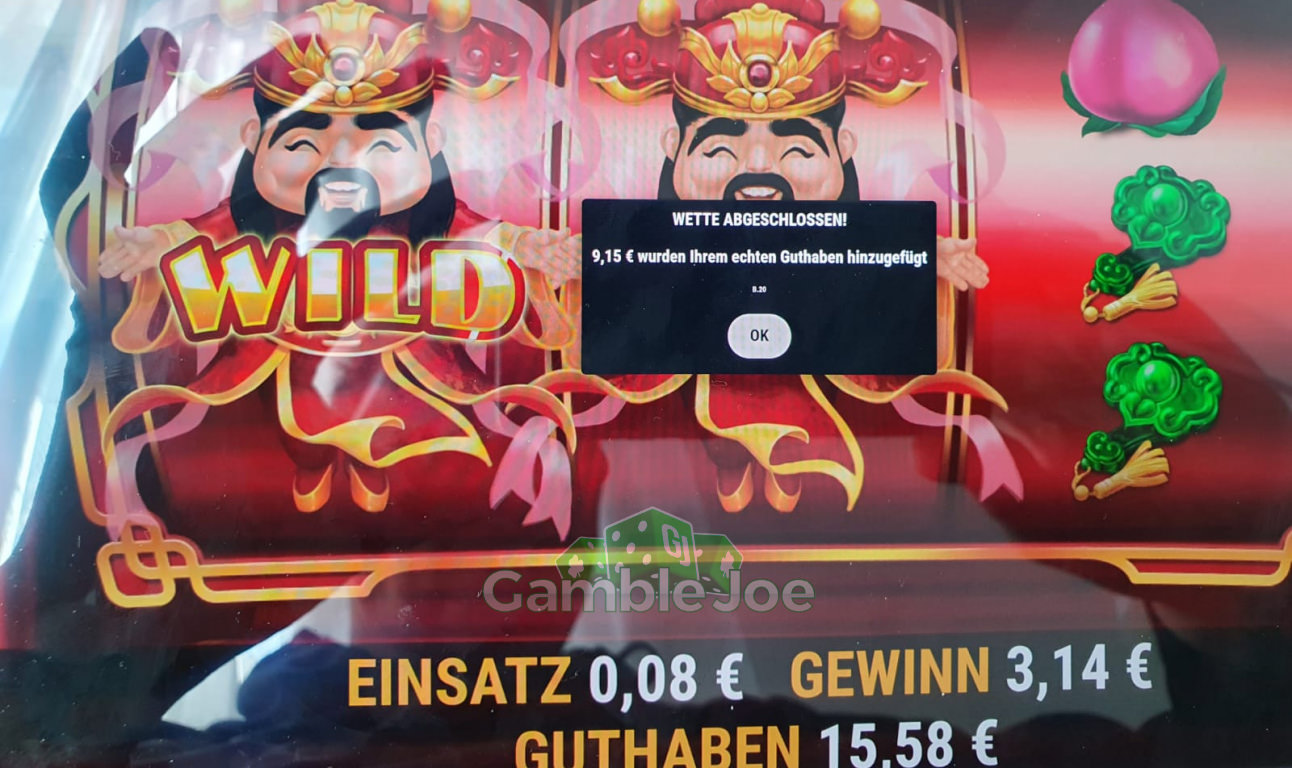 WILD
WETTE ABGESCHLOSSEN!
9,15 € wurden Ihrem echten Guthaben hinzugefügt
B.20
OK
GJ
GambleJoe
EINSATZ 0,08 € GEWINN 3,14 €
GUTHABEN 15,58 €